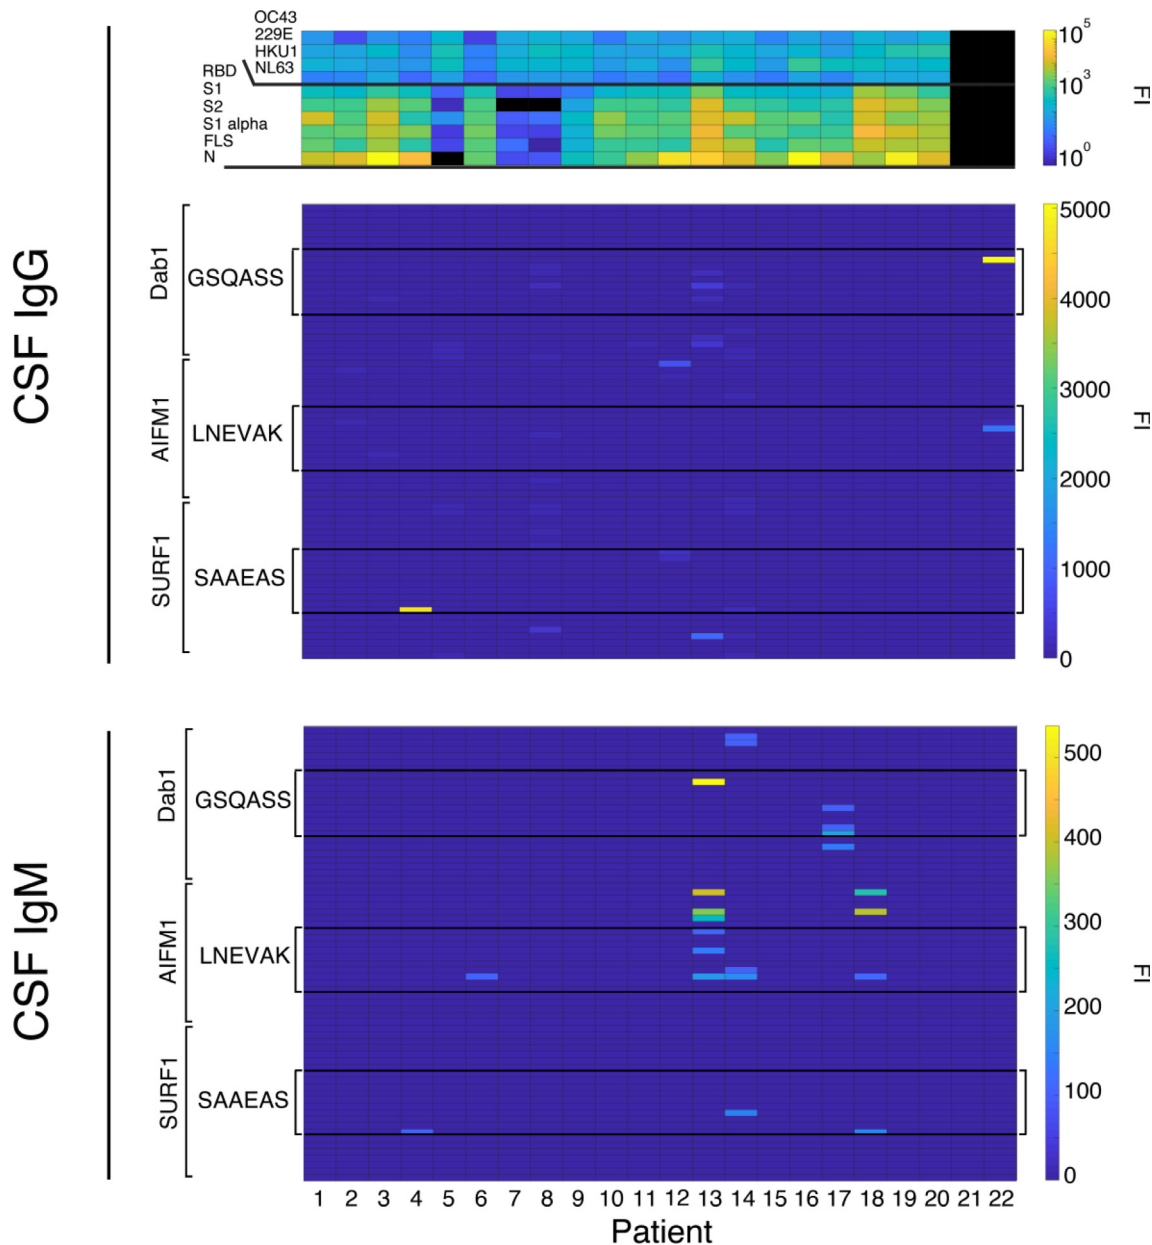 OC43
229E
HKU1
NL63
RBD
S1
S2
S1 alpha
FLS
N
10^5
10^3
10^1
10^0
FI
CSF IgG
Dab1
GSQASS
AIFM1
LNEVAK
SURF1
SAAEAS
5000
4000
3000
2000
1000
0
FI
CSF IgM
Dab1
GSQASS
AIFM1
LNEVAK
SURF1
SAAEAS
500
400
300
200
100
0
FI
1 2 3 4 5 6 7 8 9 10 11 12 13 14 15 16 17 18 19 20 21 22
Patient